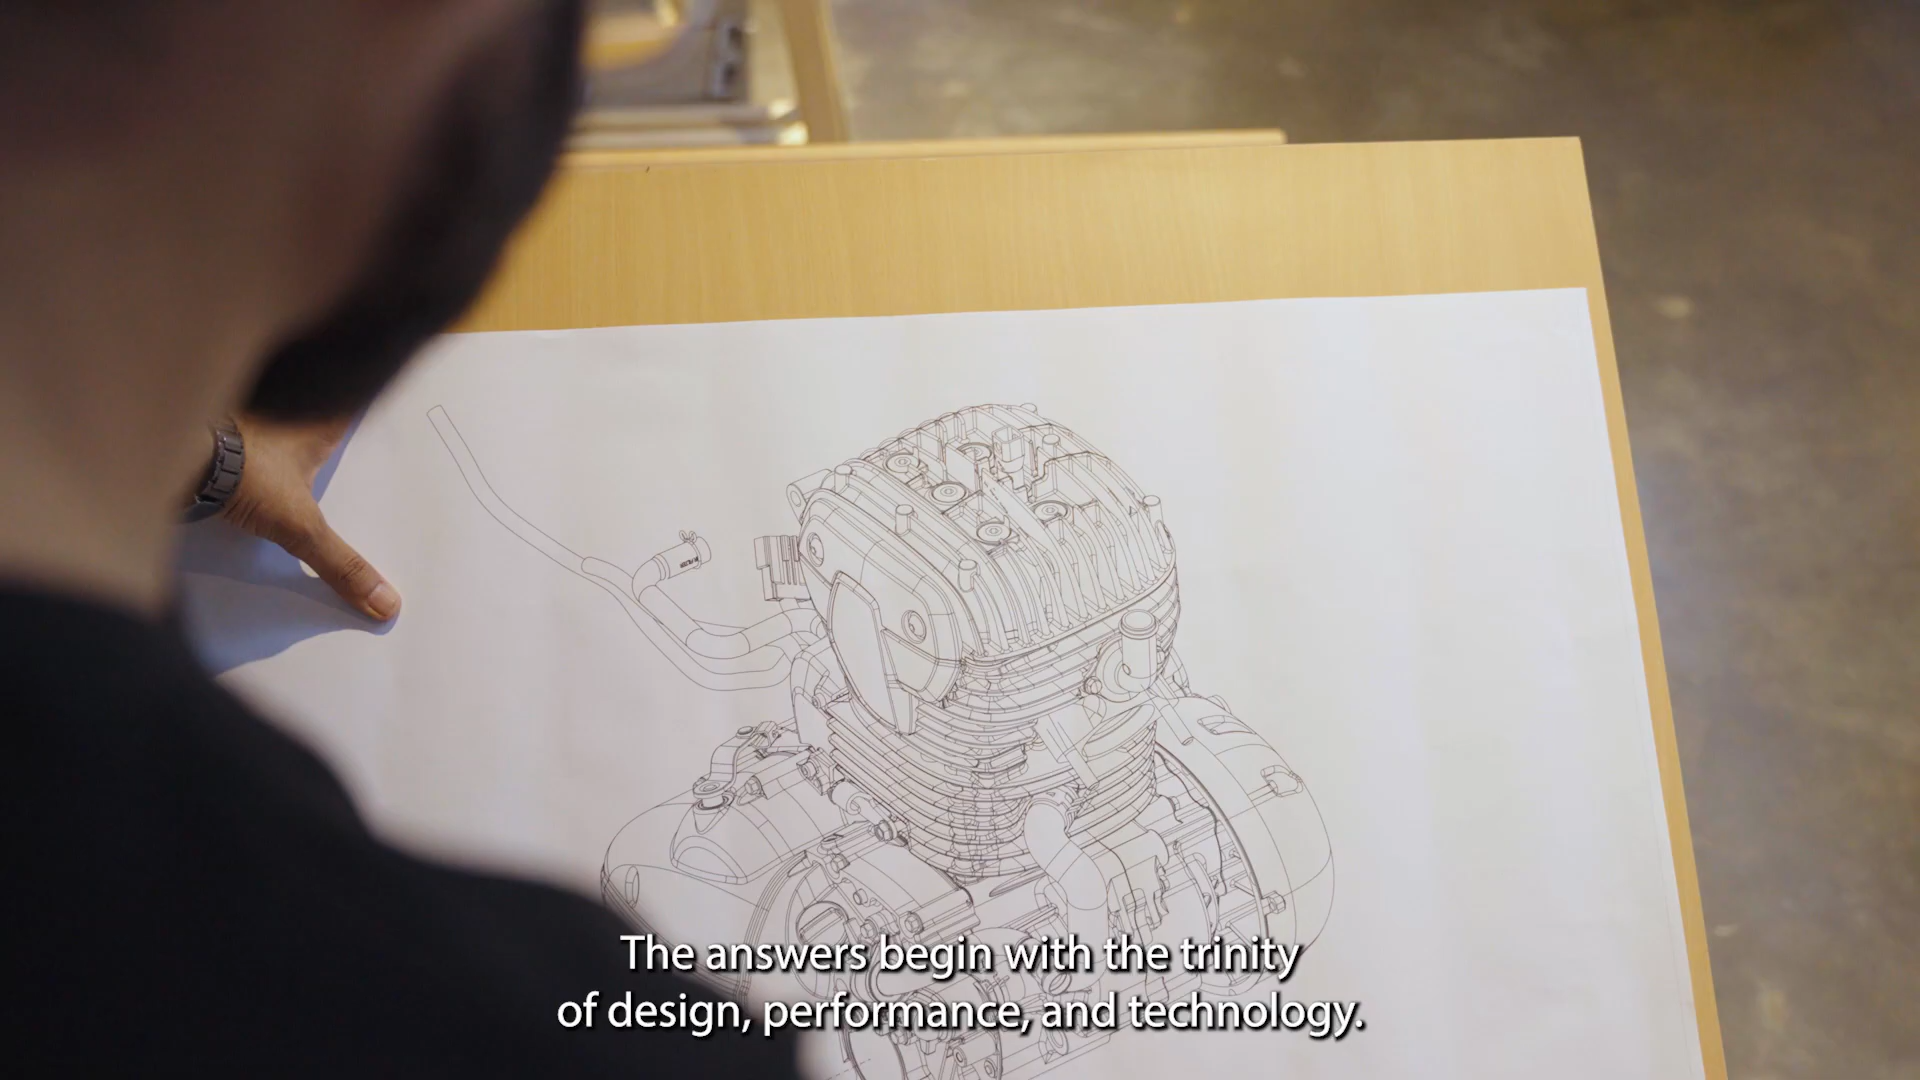 The answers begin with the trinity
of design, performance, and technology.